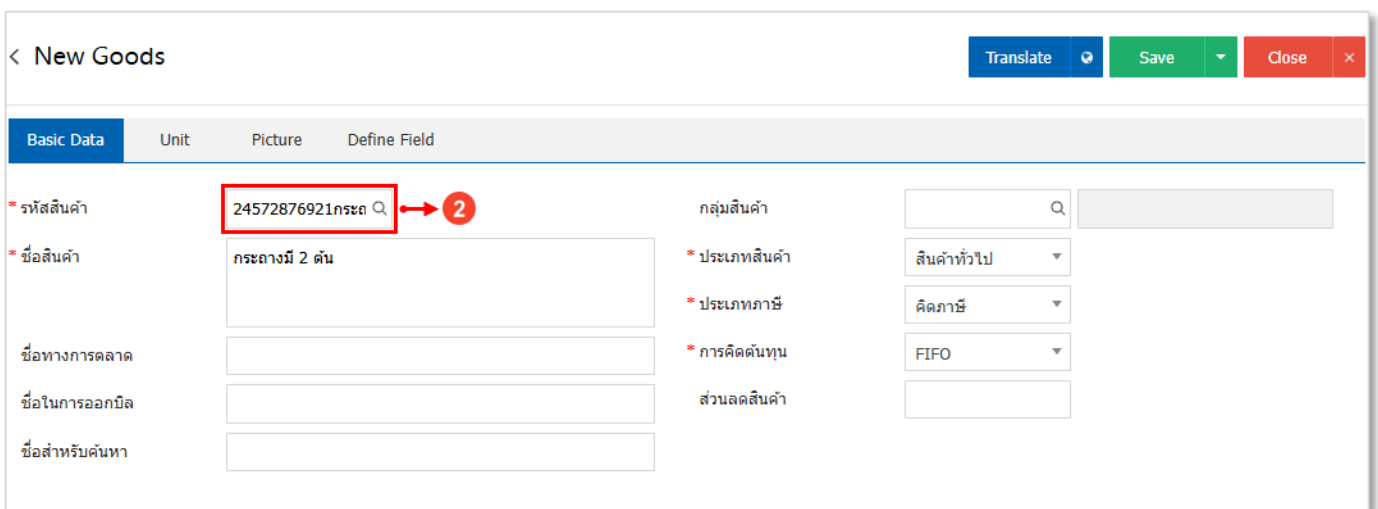 < New Goods
Translate Save Close ×
Basic Data Unit Picture Define Field
* รหัสสินค้า 24572876921กระถ 2 กลุ่มสินค้า
* ชื่อสินค้า กระถางมี 2 ต้น * ประเภทสินค้า สินค้าทั่วไป
* ประเภทภาษี คิดภาษี
ชื่อทางการตลาด * การคิดต้นทุน FIFO
ชื่อในการออกบิล ส่วนลดสินค้า
ชื่อสำหรับค้นหา